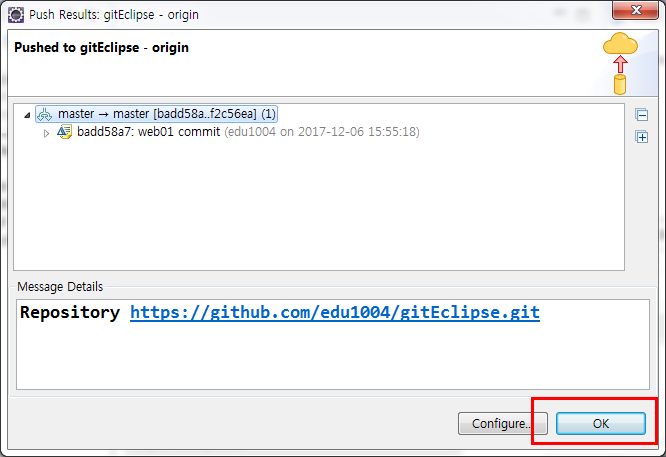 Push Results: gitEclipse - origin
Pushed to gitEclipse - origin
master → master [badd58a..f2c56ea] (1)
badd58a7: web01 commit (edu1004 on 2017-12-06 15:55:18)
Message Details
Repository https://github.com/edu1004/gitEclipse.git
Configure...
OK